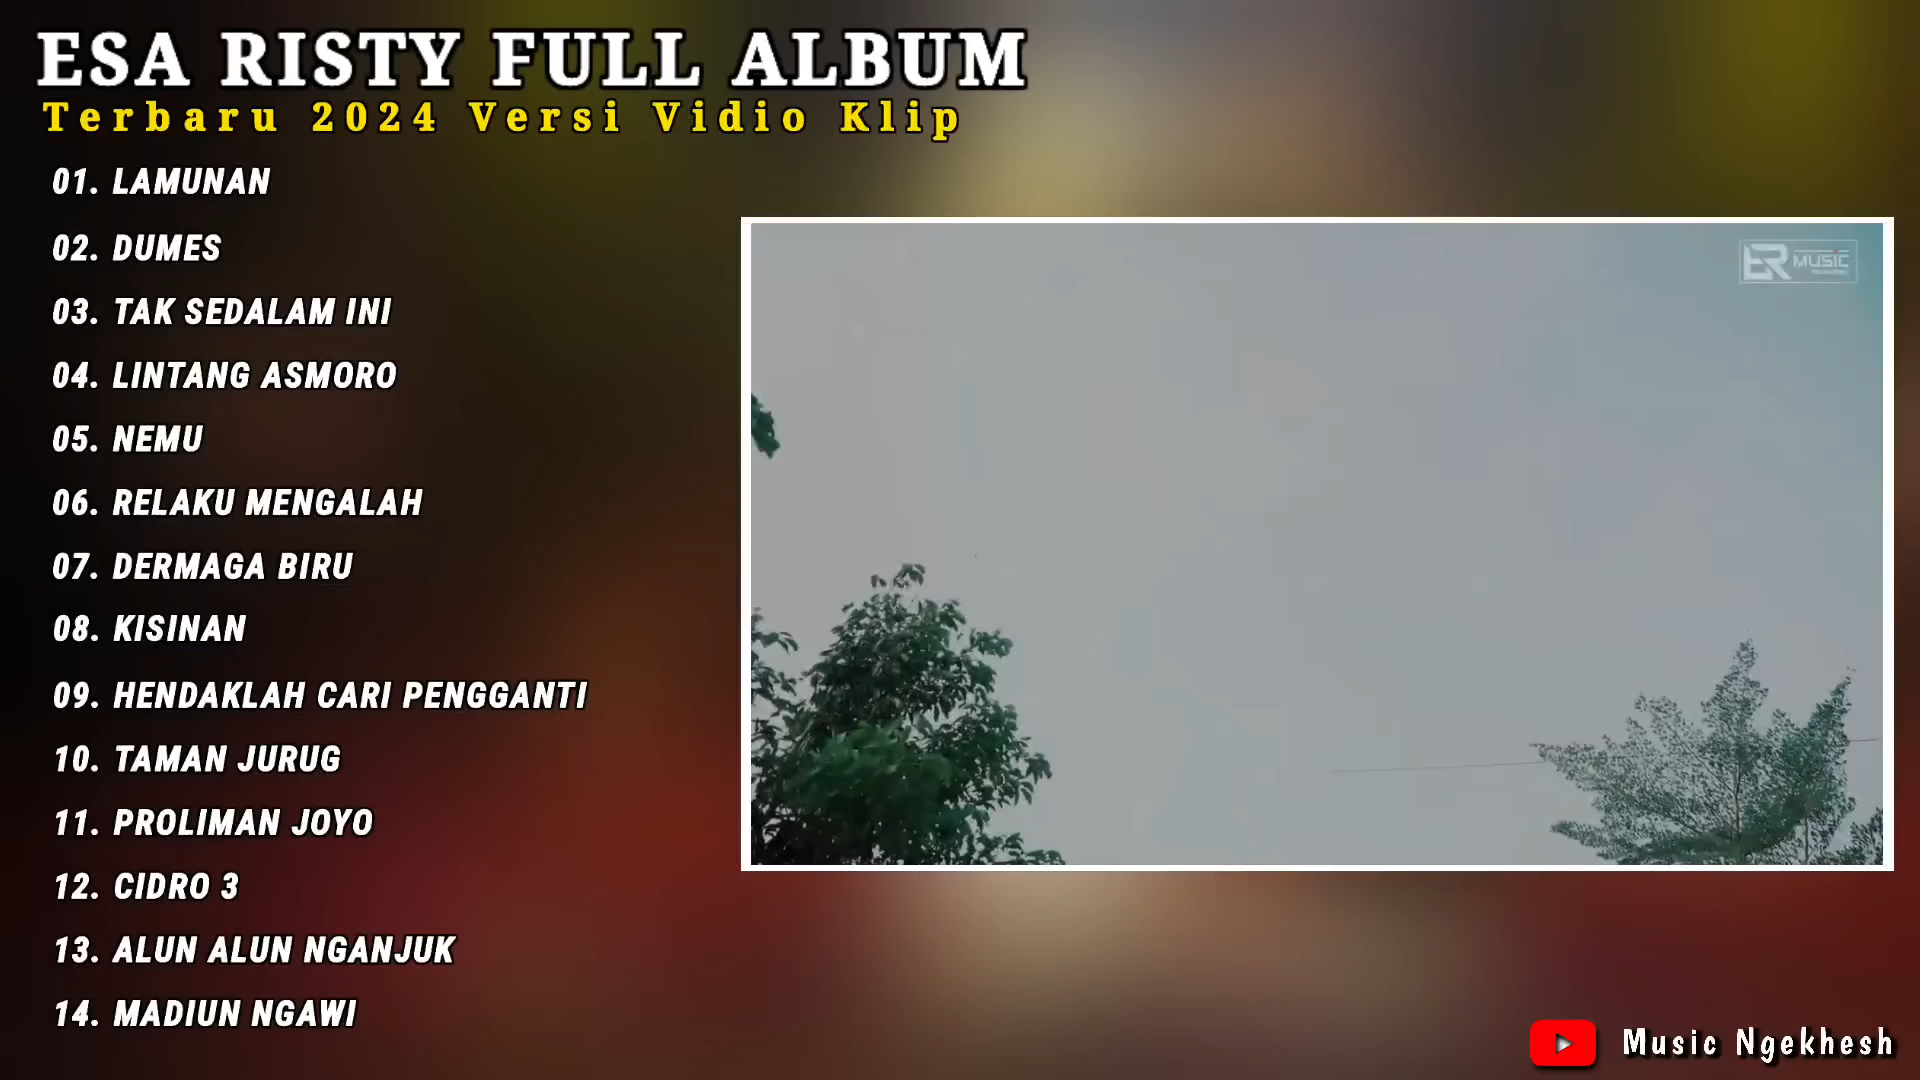 ESA RISTY FULL ALBUM
Terbaru 2024 Versi Vidio Klip
01. LAMUNAN
02. DUMES
03. TAK SEDALAM INI
04. LINTANG ASMORO
05. NEMU
06. RELAKU MENGALAH
07. DERMAGA BIRU
08. KISINAN
09. HENDAKLAH CARI PENGGANTI
10. TAMAN JURUG
11. PROLIMAN JOYO
12. CIDRO 3
13. ALUN ALUN NGANJUK
14. MADIUN NGAWI
ER MUSIC
Music Ngekhesh